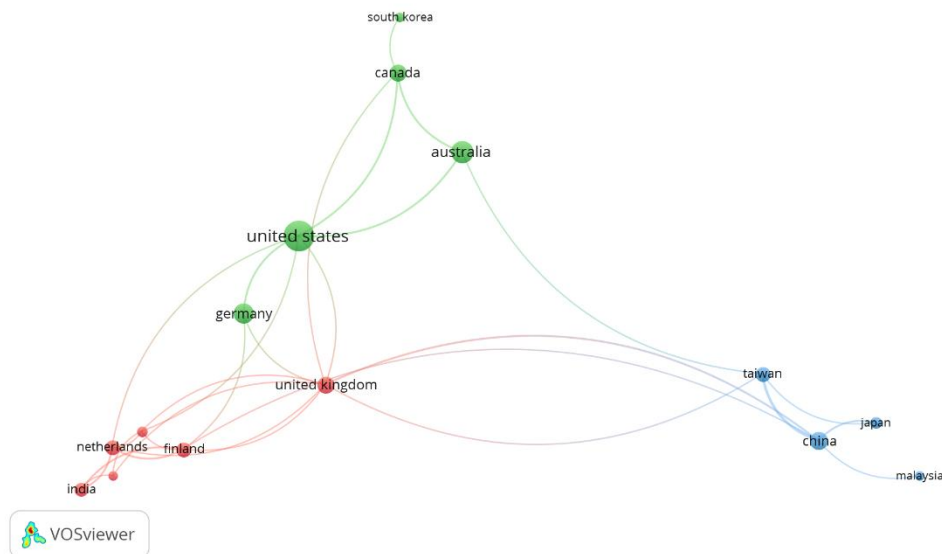 south korea
canada
australia
united states
germany
taiwan
united kingdom
japan
china
netherlands
finland
malaysia
india
VOSviewer